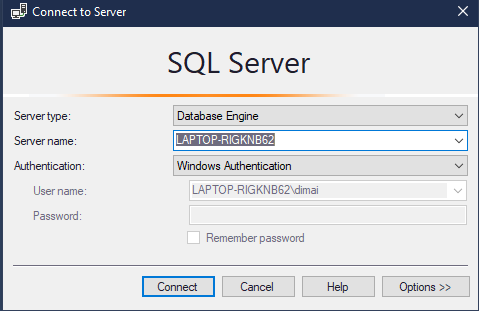 Connect to Server
SQL Server
Server type: Database Engine
Server name: LAPTOP-RIGKNB62
Authentication: Windows Authentication
User name: LAPTOP-RIGKNB62\dimai
Password:
Remember password
Connect Cancel Help Options >>